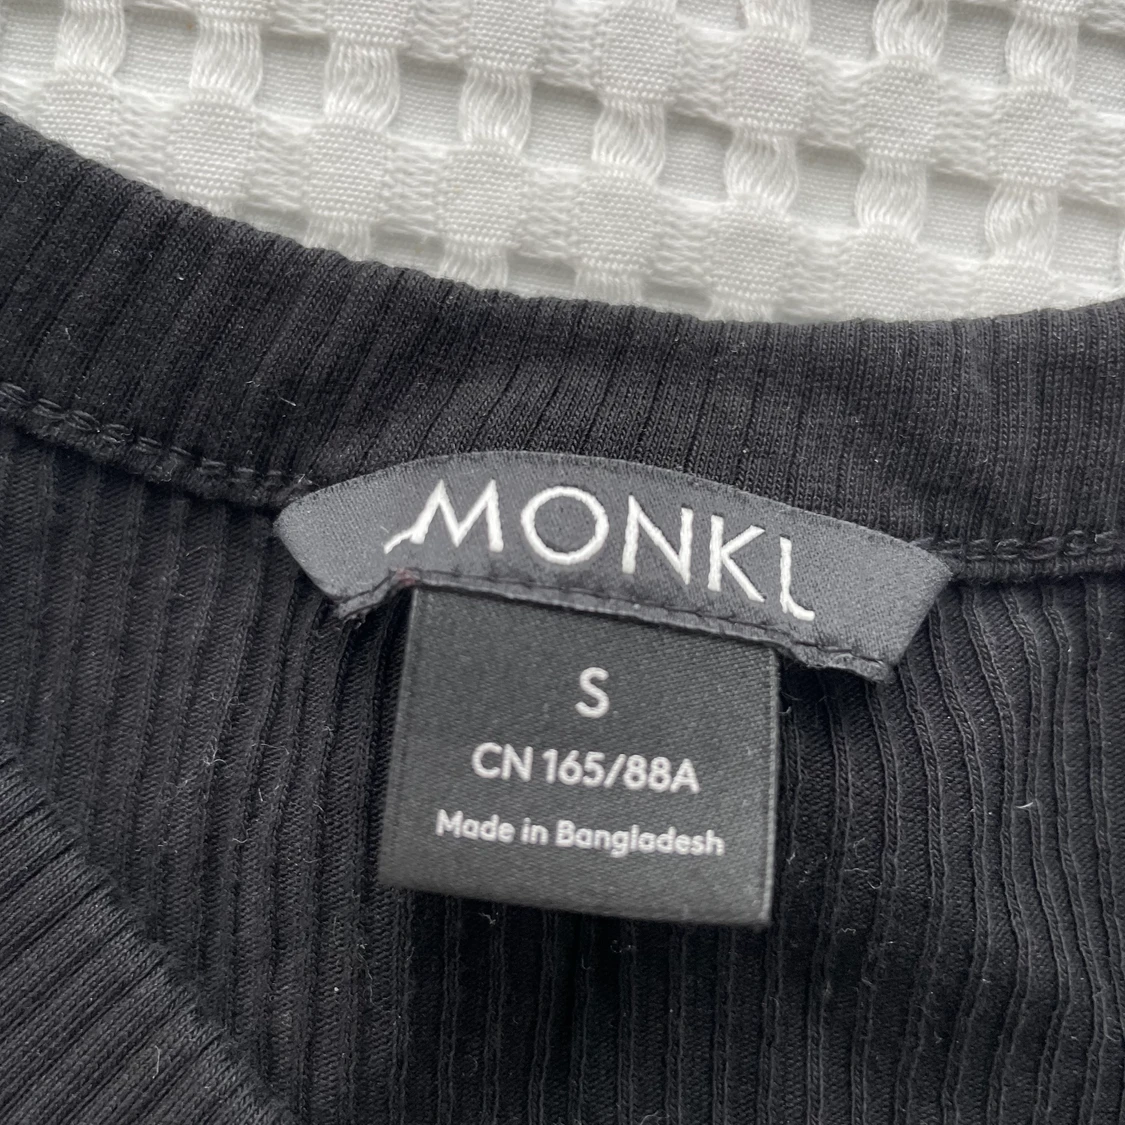 MONKI
S
CN 165/88A
Made in Bangladesh